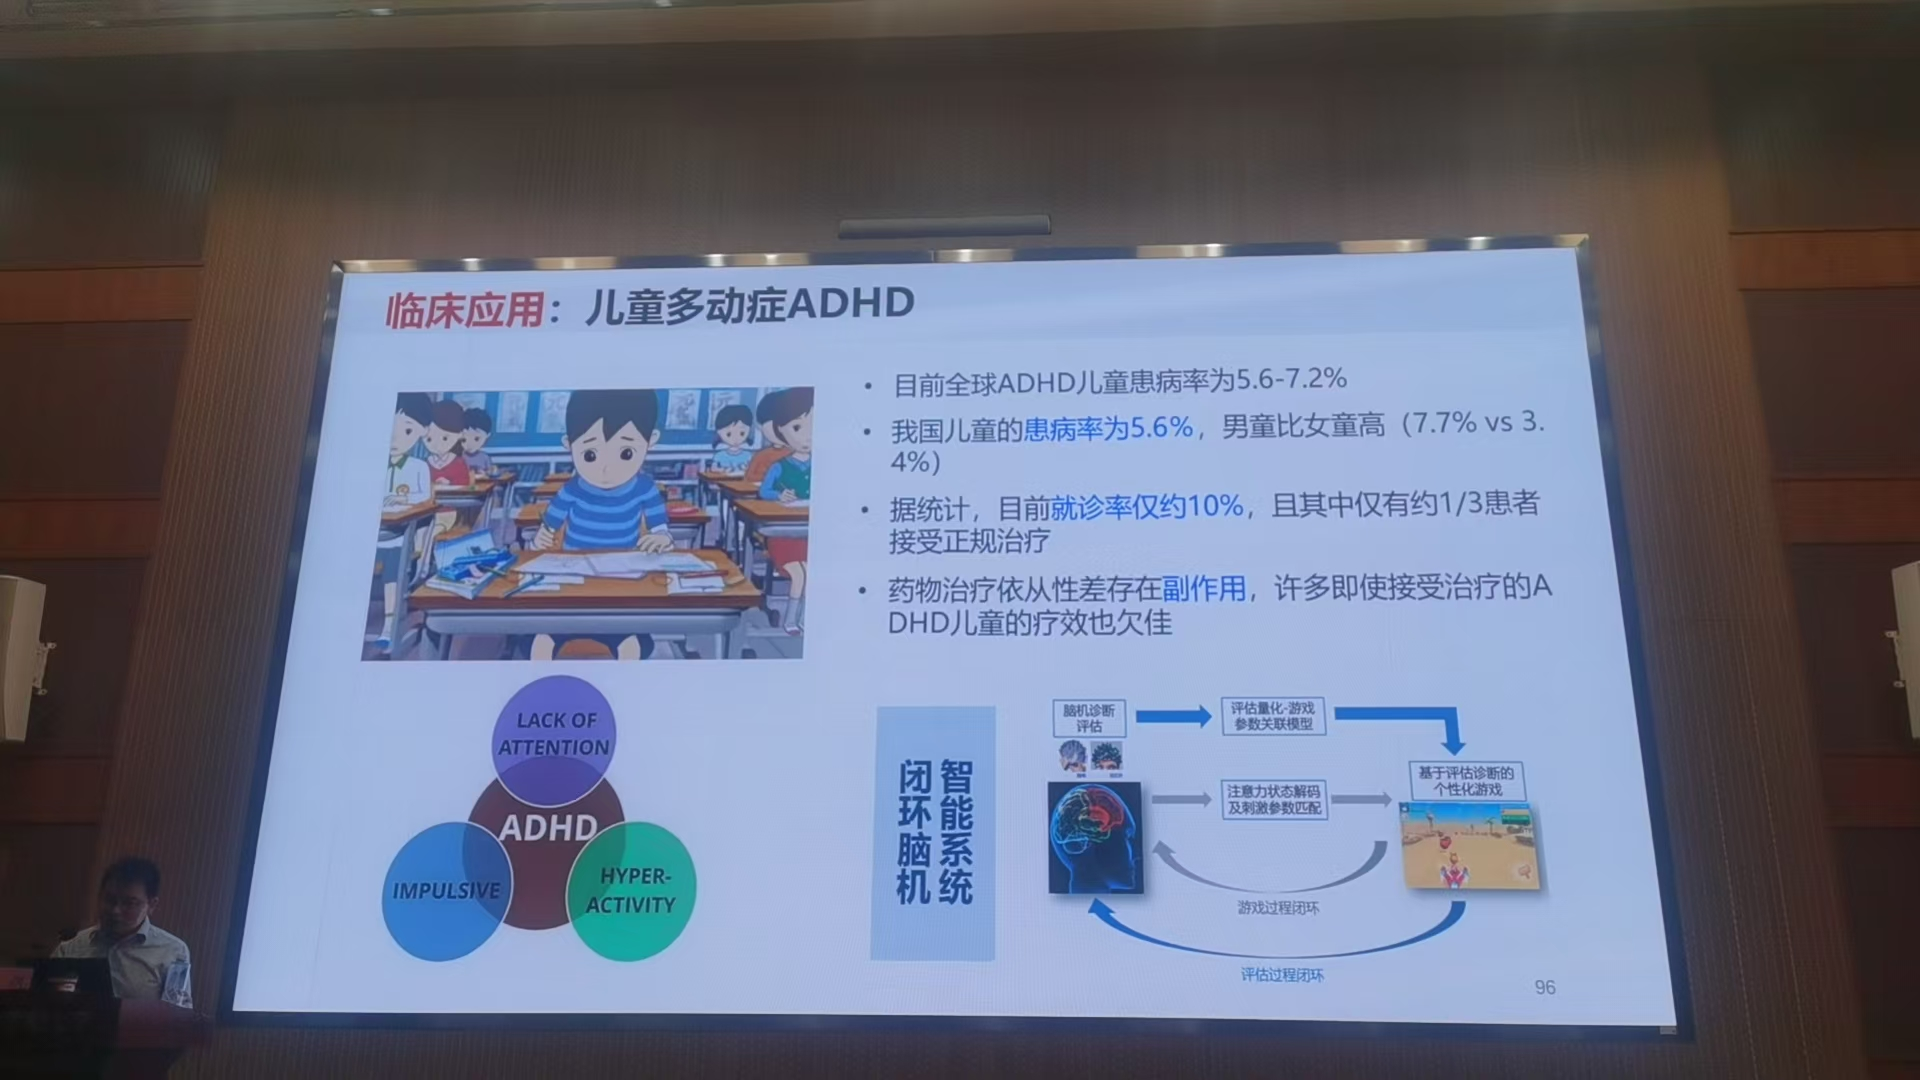 临床应用：儿童多动症ADHD
• 目前全球ADHD儿童患病率为5.6-7.2%
• 我国儿童的患病率为5.6%，男童比女童高（7.7% vs 3.
4%）
• 据统计，目前就诊率仅约10%，且其中仅有约1/3患者
接受正规治疗
• 药物治疗依从性差存在副作用，许多即使接受治疗的A
DHD儿童的疗效也欠佳
LACK OF
ATTENTION
ADHD
IMPULSIVE
HYPER-
ACTIVITY
闭环脑机
智能系统
脑机诊断
评估
评估量化-游戏
参数关联模型
注意力状态解码
及刺激参数匹配
基于评估诊断的
个性化游戏
游戏过程闭环
评估过程闭环
96